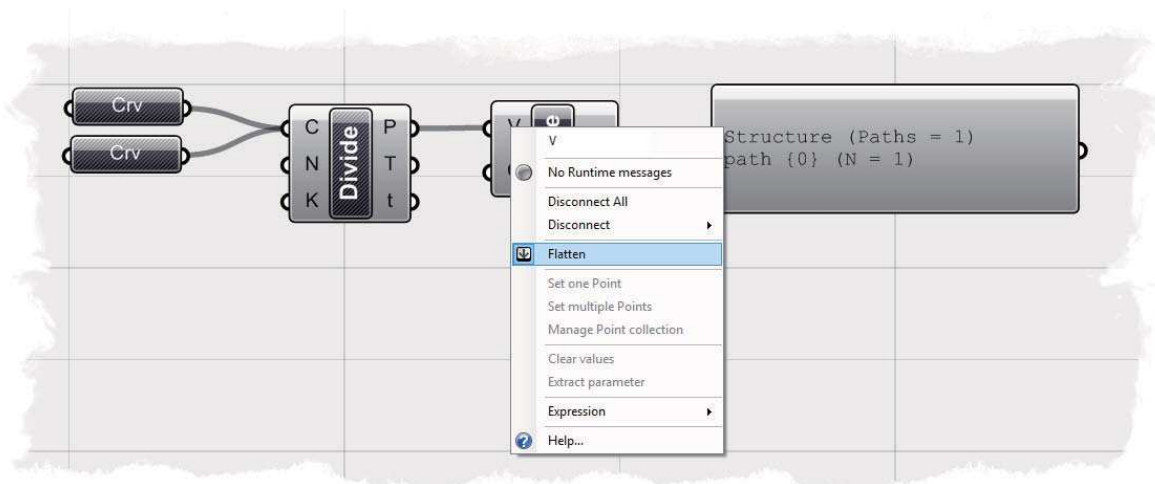 Crv
Crv
C
N
K
Divide
P
T
t
V
Structure (Paths = 1)
path {0} (N = 1)
V
No Runtime messages
Disconnect All
Disconnect
Flatten
Set one Point
Set multiple Points
Manage Point collection
Clear values
Extract parameter
Expression
Help...